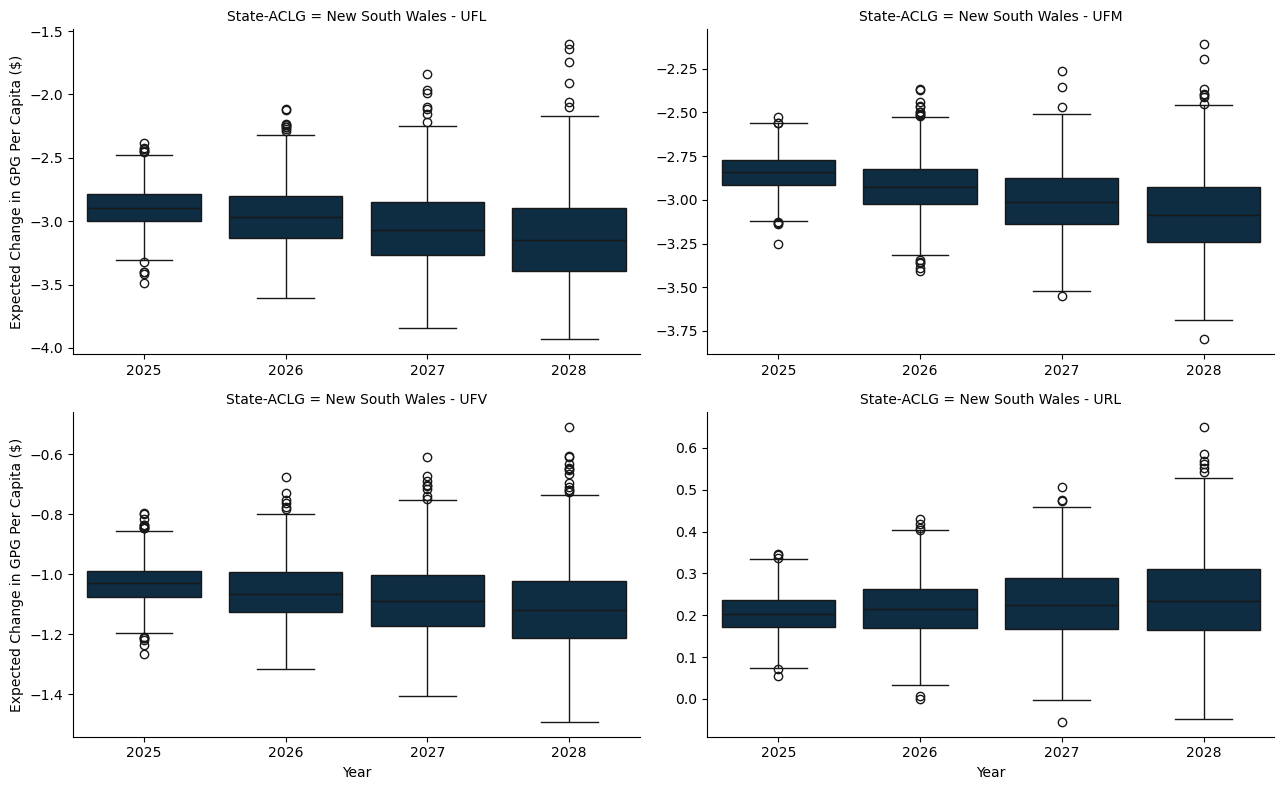 State-ACLG = New South Wales - UFL
Expected Change in GPG Per Capita ($)
−1.5
−2.0
−2.5
−3.0
−3.5
−4.0
2025 2026 2027 2028
State-ACLG = New South Wales - UFM
−2.25
−2.50
−2.75
−3.00
−3.25
−3.50
−3.75
2025 2026 2027 2028
State-ACLG = New South Wales - UFV
Expected Change in GPG Per Capita ($)
−0.6
−0.8
−1.0
−1.2
−1.4
2025 2026 2027 2028
Year
State-ACLG = New South Wales - URL
0.6
0.5
0.4
0.3
0.2
0.1
0.0
2025 2026 2027 2028
Year